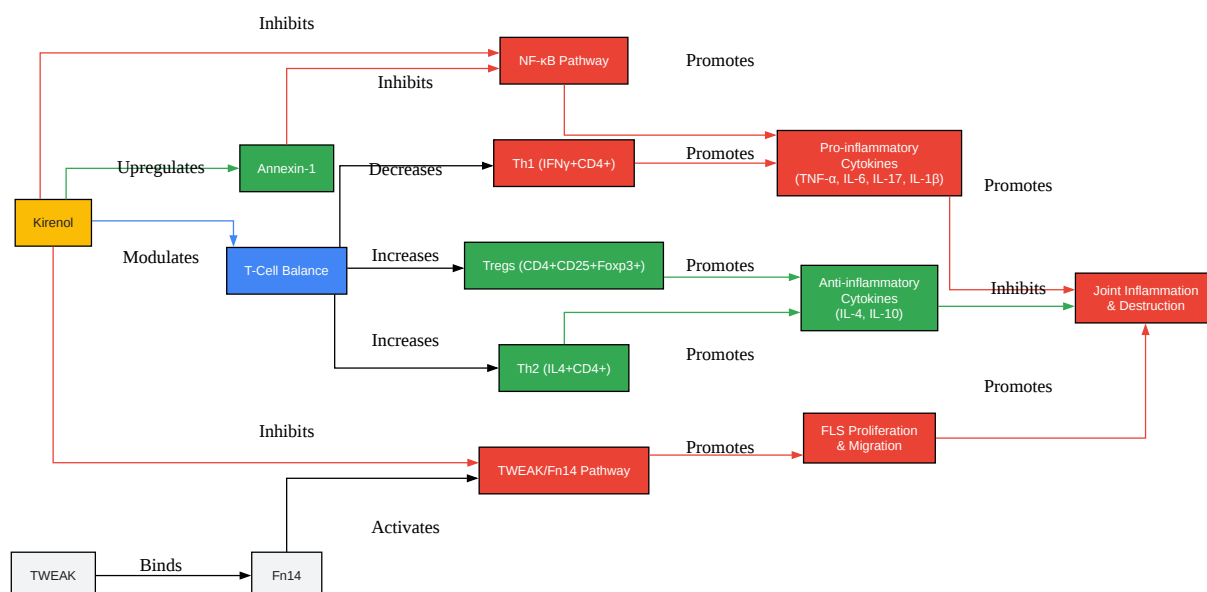 Inhibits
NF-κB Pathway
Promotes
Inhibits
Upregulates
Annexin-1
Decreases
Th1 (IFNγ+CD4+)
Promotes
Pro-inflammatory
Cytokines
(TNF-α, IL-6, IL-17, IL-1β)
Promotes
Kirenol
Modulates
T-Cell Balance
Increases
Tregs (CD4+CD25+Foxp3+)
Promotes
Anti-inflammatory
Cytokines
(IL-4, IL-10)
Inhibits
Joint Inflammation
& Destruction
Increases
Th2 (IL4+CD4+)
Promotes
Promotes
Inhibits
TWEAK/Fn14 Pathway
Promotes
FLS Proliferation
& Migration
Activates
TWEAK
Binds
Fn14